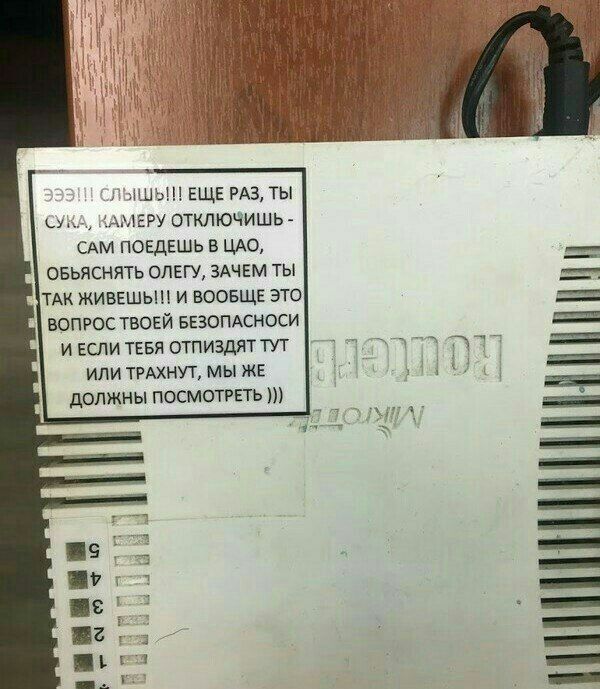 ЭЭЭ!!! СЛЫШЬ!!! ЕЩЕ РАЗ, ТЫ
СУКА, КАМЕРУ ОТКЛЮЧИШЬ -
САМ ПОЕДЕШЬ В ЦАО,
ОБЬЯСНЯТЬ ОЛЕГУ, ЗАЧЕМ ТЫ
ТАК ЖИВЕШЬ!!! И ВООБЩЕ ЭТО
ВОПРОС ТВОЕЙ БЕЗОПАСНОСИ
И ЕСЛИ ТЕБЯ ОТПИЗДЯТ ТУТ
ИЛИ ТРАХНУТ, МЫ ЖЕ
ДОЛЖНЫ ПОСМОТРЕТЬ )))
RouterB
MikroTi
5
4
3
2
1